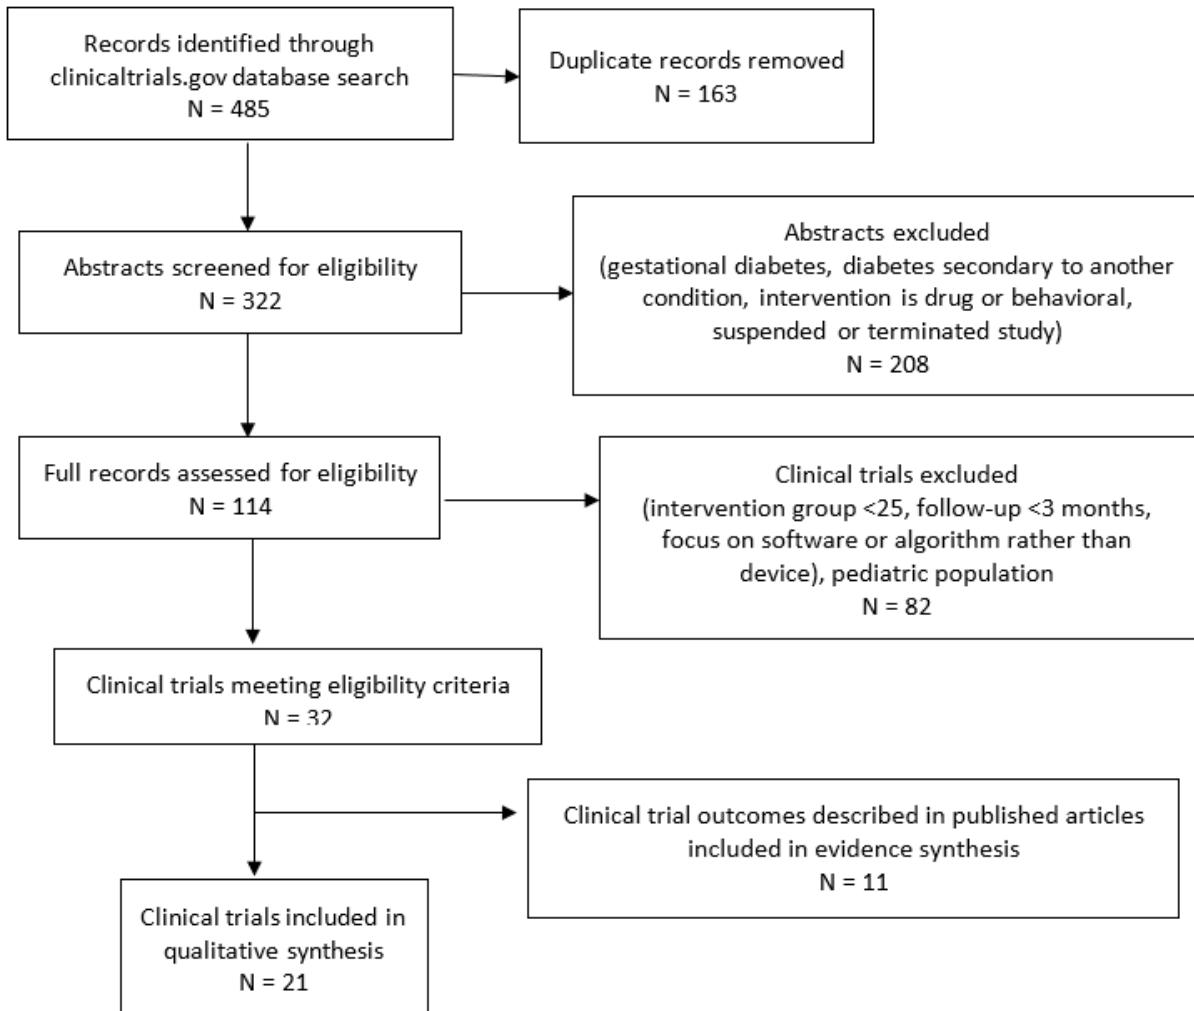 Records identified through
clinicaltrials.gov database search
N = 485
Duplicate records removed
N = 163
Abstracts screened for eligibility
N = 322
Abstracts excluded
(gestational diabetes, diabetes secondary to another
condition, intervention is drug or behavioral,
suspended or terminated study)
N = 208
Full records assessed for eligibility
N = 114
Clinical trials excluded
(intervention group <25, follow-up <3 months,
focus on software or algorithm rather than
device), pediatric population
N = 82
Clinical trials meeting eligibility criteria
N = 32
Clinical trial outcomes described in published articles
included in evidence synthesis
N = 11
Clinical trials included in
qualitative synthesis
N = 21